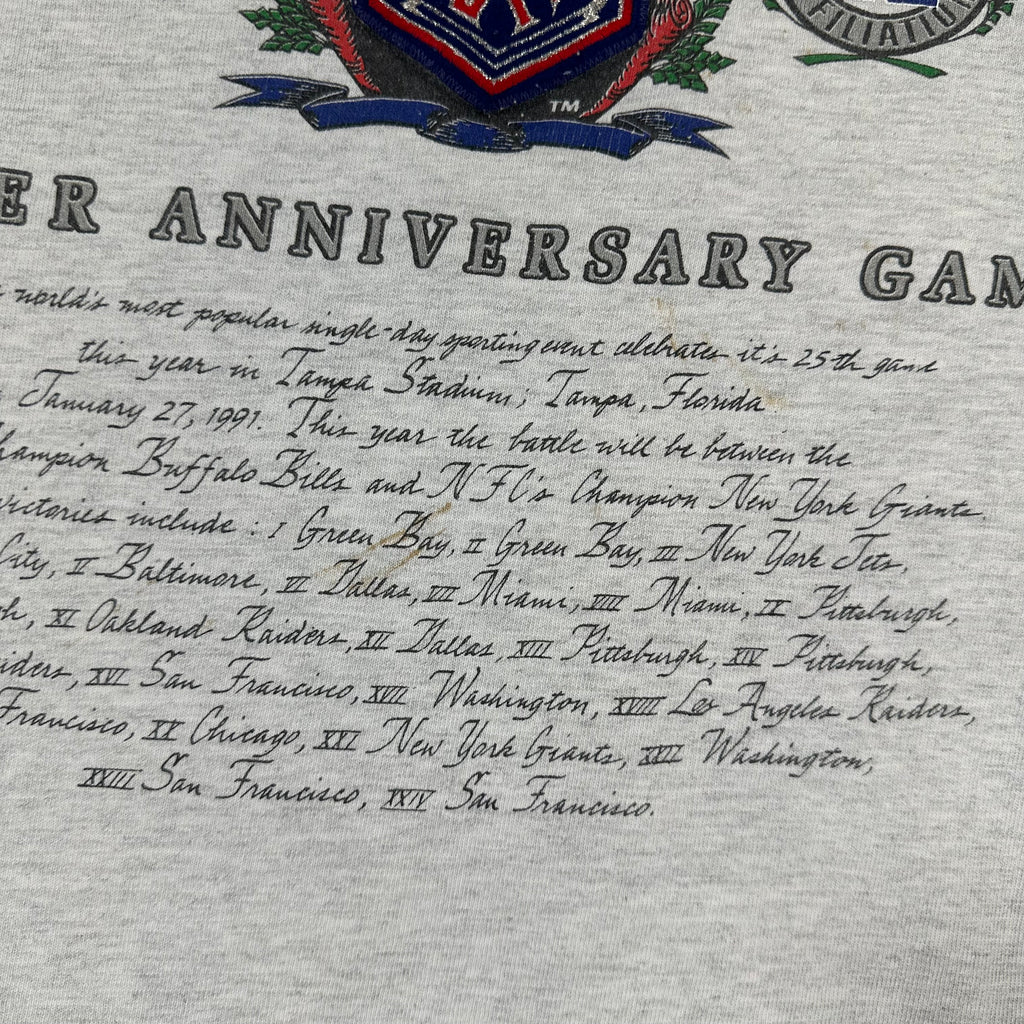 FILIATION
TM
ER ANNIVERSARY GAM
world's most popular single-day sporting event celebrates it's 25th game
this year in Tampa Stadium; Tampa, Florida
January 27, 1991. This year the battle will be between the
hampion Buffalo Bills and NFC's Champion New York Giants.
victories include: I Green Bay, II Green Bay, III New York Jets,
City, V Baltimore, VI Dallas, VII Miami, VIII Miami, IX Pittsburgh,
h, XI Oakland Raiders, XII Dallas, XIII Pittsburgh, XIV Pittsburgh,
iders, XVI San Francisco, XVII Washington, XVIII Los Angeles Raiders,
Francisco, XX Chicago, XXI New York Giants, XXII Washington,
XXIII San Francisco, XXIV San Francisco.